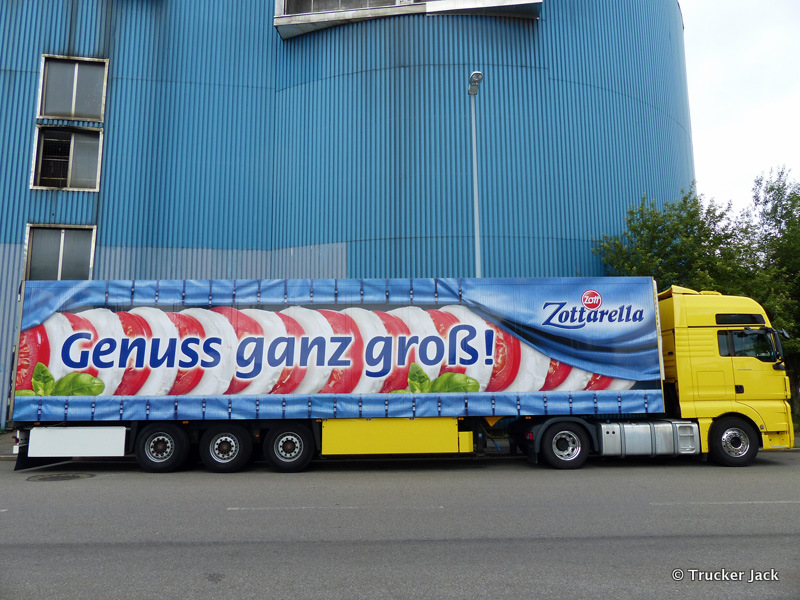 Zott
Zottarella
Genuss ganz groß!
© Trucker Jack